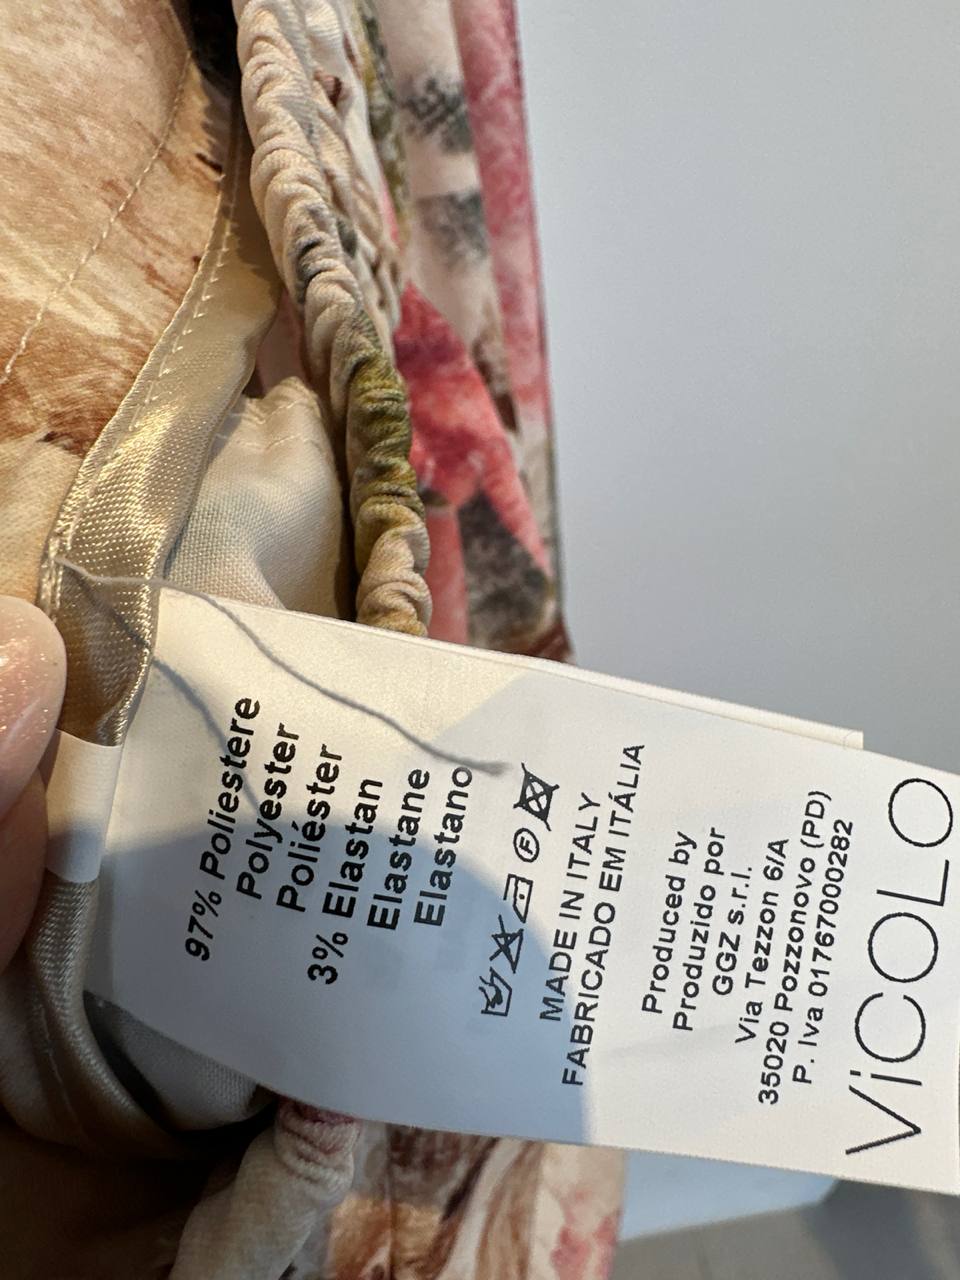 97% Poliestere
Polyester
Poliéster
3% Elastan
Elastane
Elastano
P
MADE IN ITALY
FABRICADO EM ITÁLIA
Produced by
Produzido por
GGZ s.r.l.
Via Tezzon 6/A
35020 Pozzonovo (PD)
P. Iva 01767000282
ViCOLO